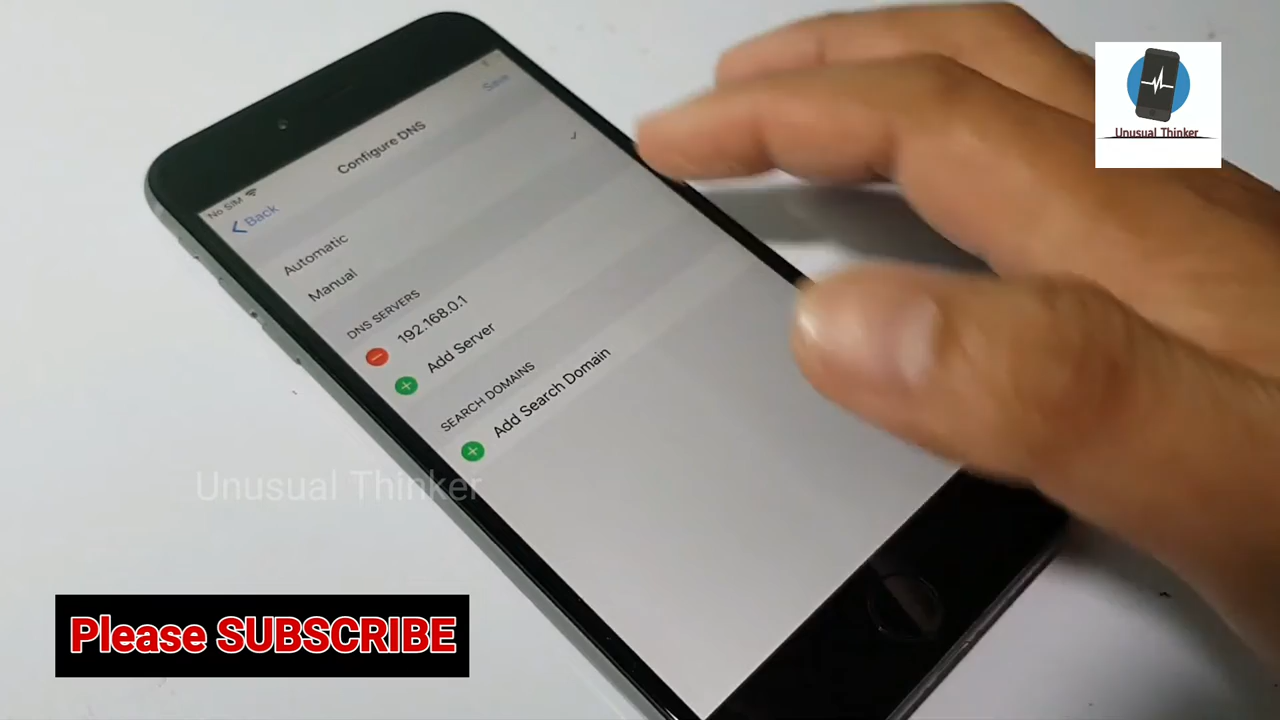 No SIM
Back
Configure DNS
Save
Automatic
Manual
DNS SERVERS
192.168.0.1
Add Server
SEARCH DOMAINS
Add Search Domain
Unusual Thinker
Unusual Thinker
Please SUBSCRIBE